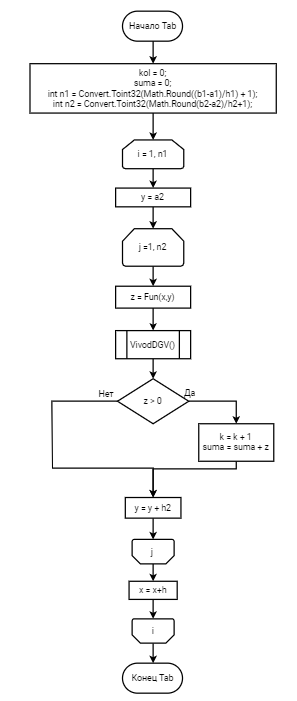 Начало Tab
kol = 0;
suma = 0;
int n1 = Convert.Toint32(Math.Round((b1-a1)/h1) + 1);
int n2 = Convert.Toint32(Math.Round(b2-a2)/h2+1);
i = 1, n1
y = a2
j =1, n2
z = Fun(x,y)
VivodDGV()
Нет
z > 0
Да
k = k + 1
suma = suma + z
y = y + h2
j
x = x+h
i
Конец Tab